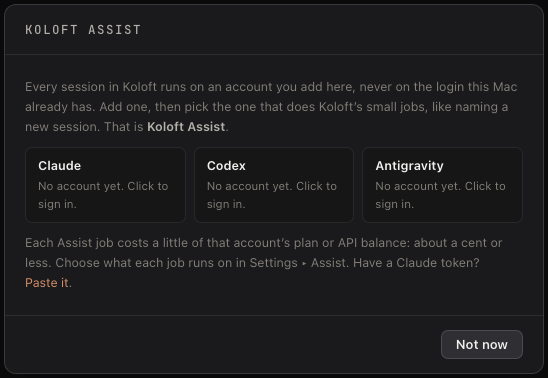 KOLOFT ASSIST
Every session in Koloft runs on an account you add here, never on the login this Mac
already has. Add one, then pick the one that does Koloft’s small jobs, like naming a
new session. That is Koloft Assist.
Claude
No account yet. Click to
sign in.
Codex
No account yet. Click to
sign in.
Antigravity
No account yet. Click to
sign in.
Each Assist job costs a little of that account’s plan or API balance: about a cent or
less. Choose what each job runs on in Settings ▸ Assist. Have a Claude token?
Paste it.
Not now